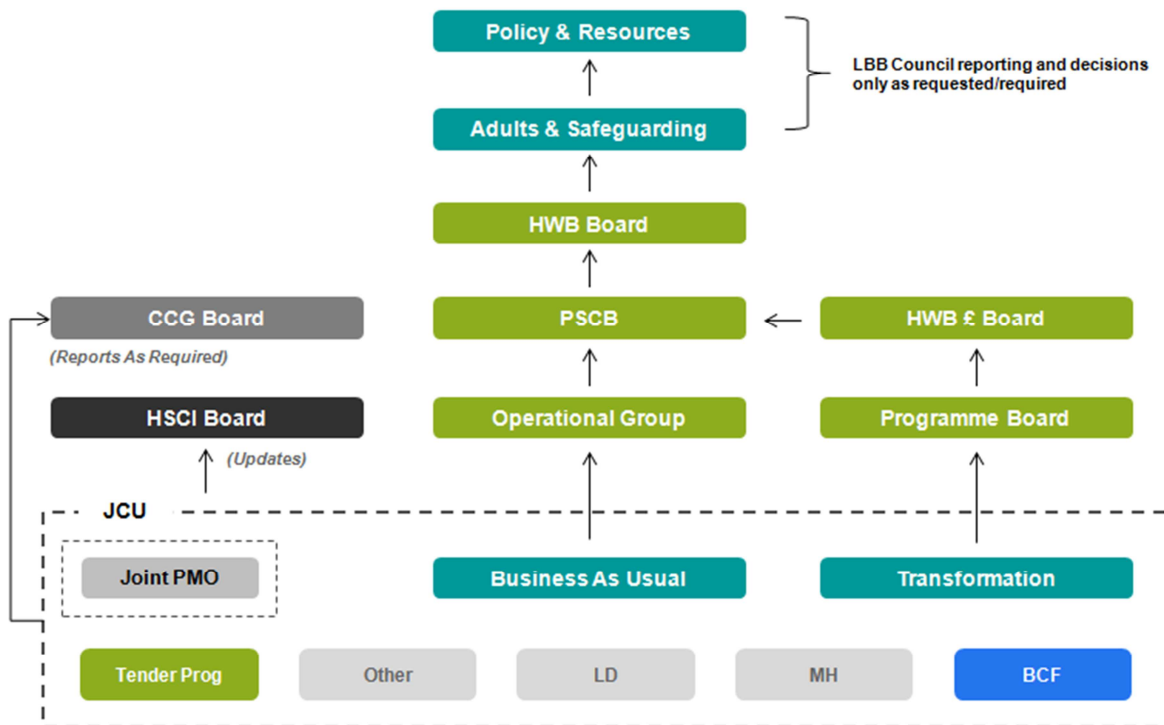 Policy & Resources
LBB Council reporting and decisions
only as requested/required
Adults & Safeguarding
HWB Board
CCG Board
PSCB
HWB £ Board
(Reports As Required)
HSCI Board
Operational Group
Programme Board
(Updates)
JCU
Joint PMO
Business As Usual
Transformation
Tender Prog
Other
LD
MH
BCF